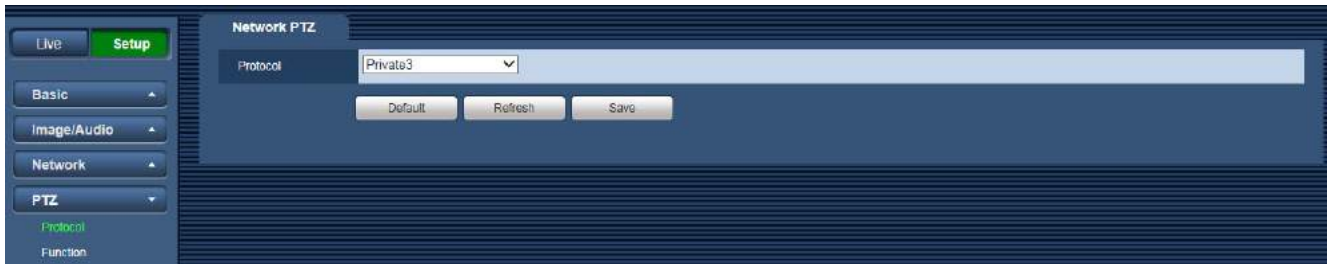 Live
Setup
Basic
Image/Audio
Network
PTZ
Protocol
Function
Network PTZ
Protocol
Private3
Default
Refresh
Save